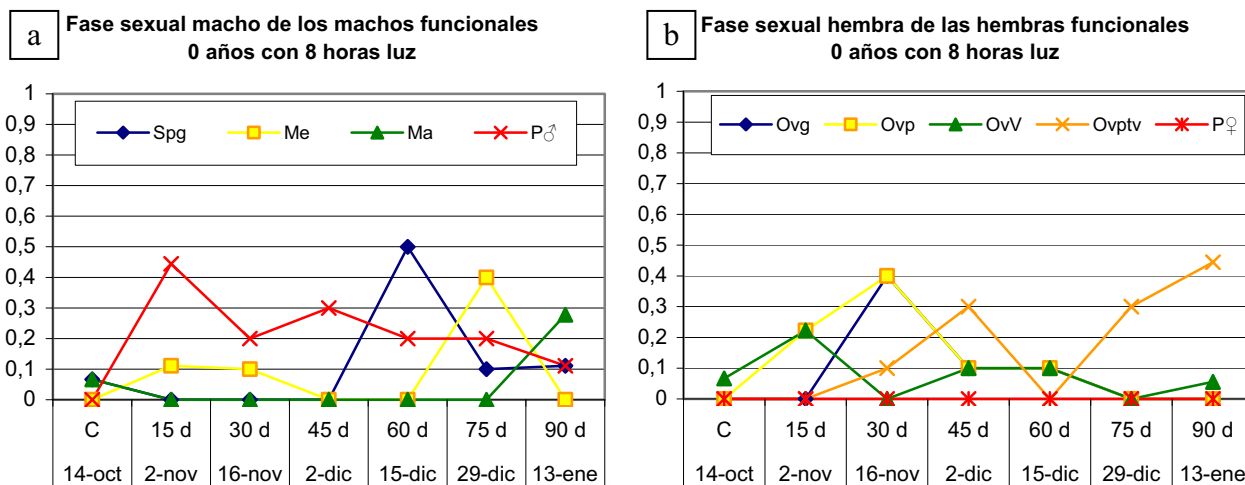 a
Fase sexual macho de los machos funcionales
0 años con 8 horas luz
1
0,9
0,8
0,7
0,6
0,5
0,4
0,3
0,2
0,1
0
Spg Me Ma P♂
C 15 d 30 d 45 d 60 d 75 d 90 d
14-oct 2-nov 16-nov 2-dic 15-dic 29-dic 13-ene
b
Fase sexual hembra de las hembras funcionales
0 años con 8 horas luz
1
0,9
0,8
0,7
0,6
0,5
0,4
0,3
0,2
0,1
0
Ovg Ovp OvV Ovptv P♀
C 15 d 30 d 45 d 60 d 75 d 90 d
14-oct 2-nov 16-nov 2-dic 15-dic 29-dic 13-ene